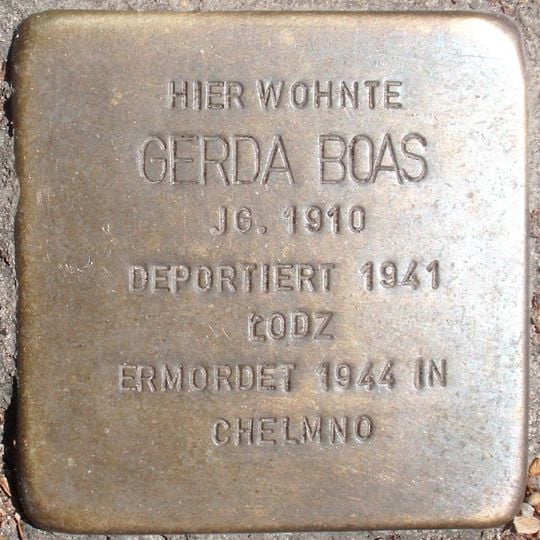 HIER WOHNTE
GERDA BOAS
JG. 1910
DEPORTIERT 1941
ŁODZ
ERMORDET 1944 IN
CHELMNO